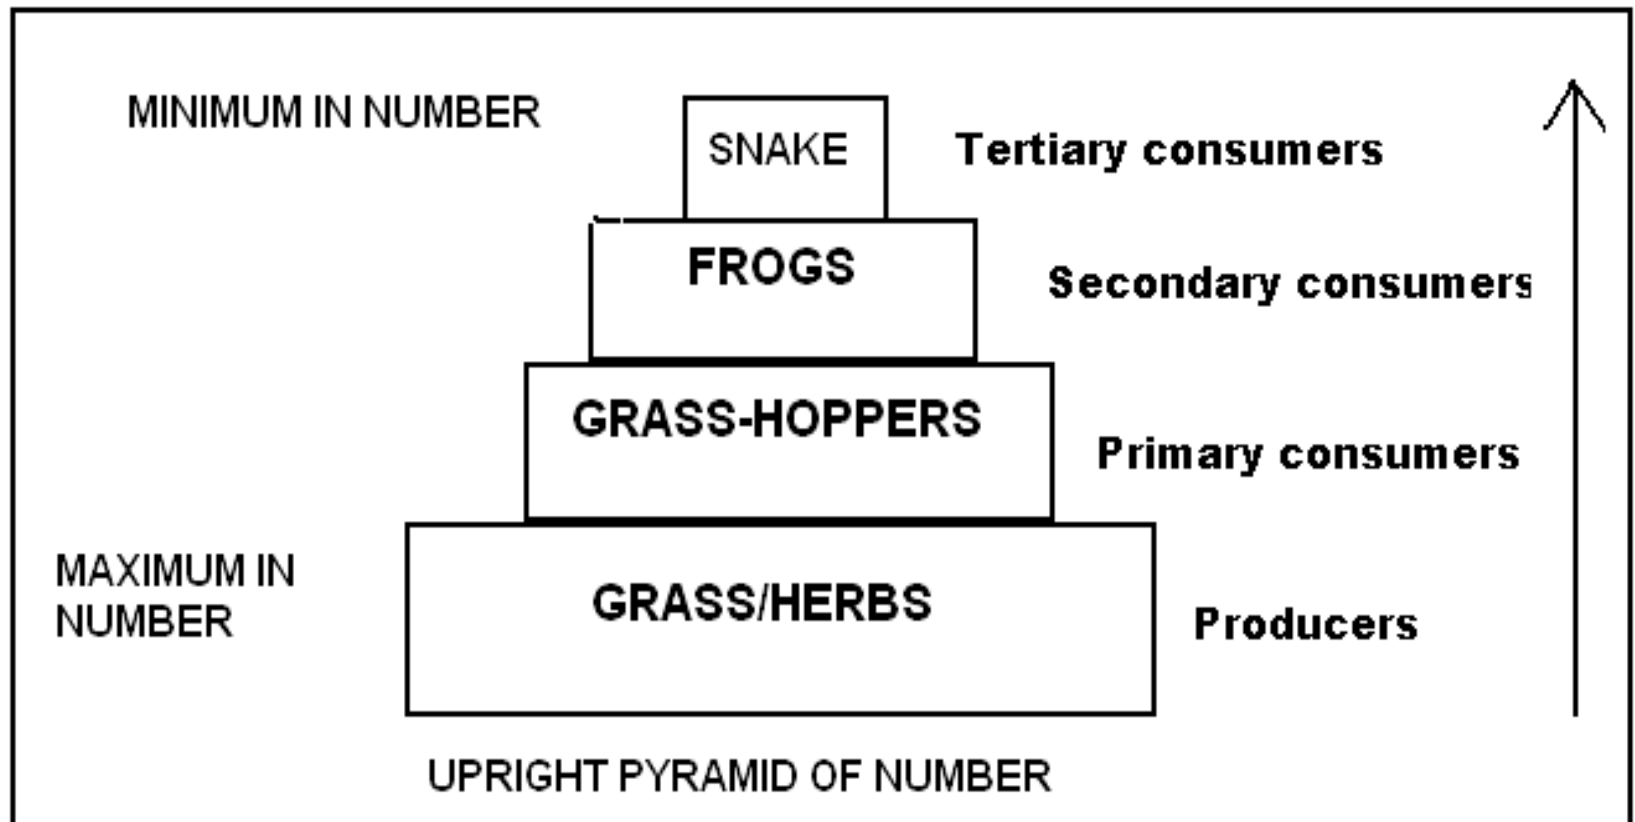 MINIMUM IN NUMBER
SNAKE
Tertiary consumers
FROGS
Secondary consumers
GRASS-HOPPERS
Primary consumers
MAXIMUM IN
NUMBER
GRASS/HERBS
Producers
UPRIGHT PYRAMID OF NUMBER